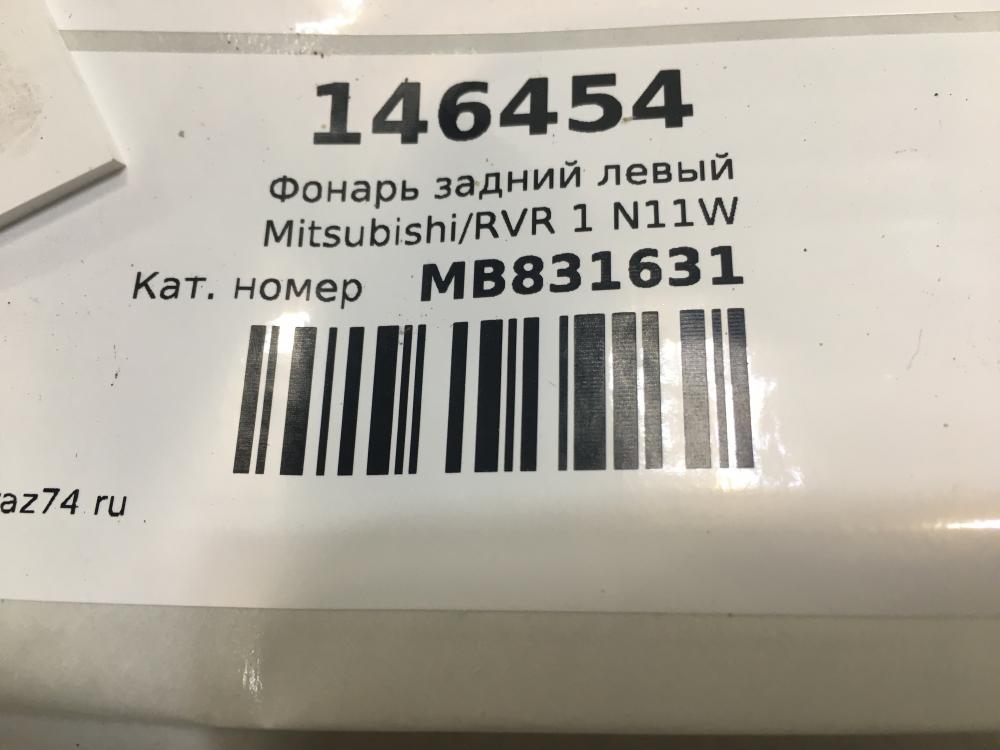 146454
Фонарь задний левый
Mitsubishi/RVR 1 N11W
Кат. номер MB831631
az74.ru